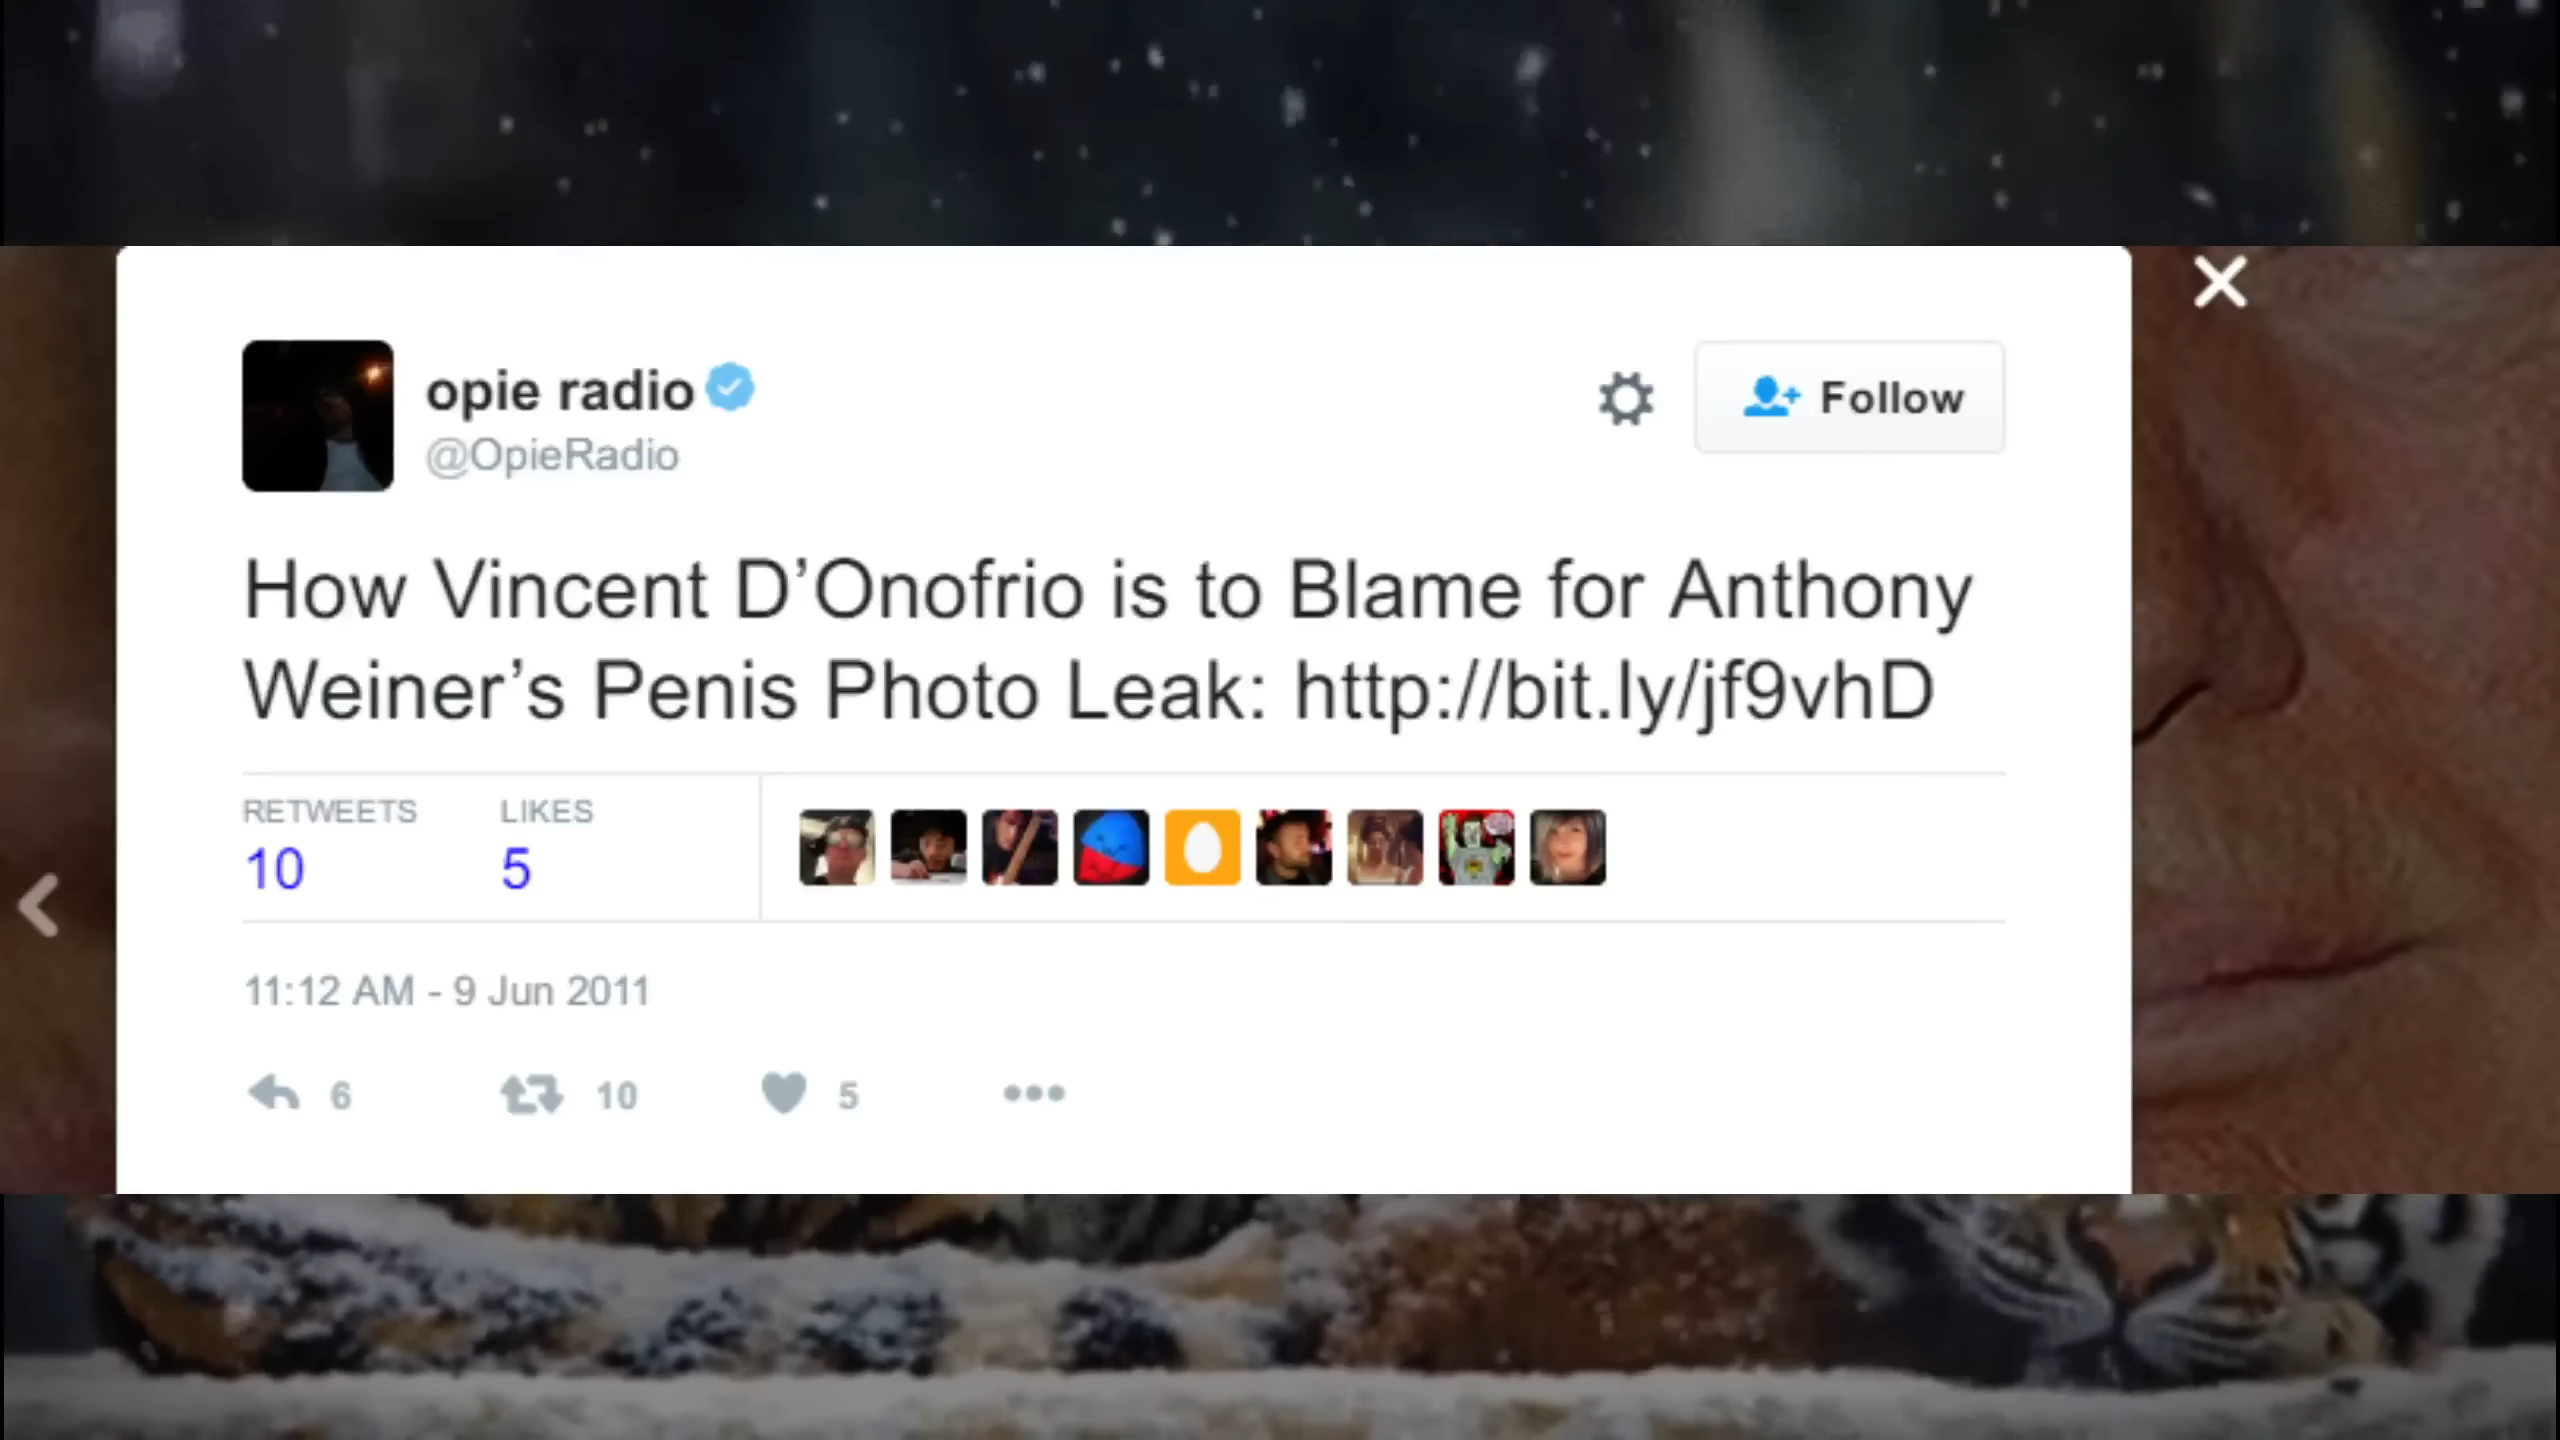 opie radio
@OpieRadio
Follow
How Vincent D’Onofrio is to Blame for Anthony
Weiner’s Penis Photo Leak: http://bit.ly/jf9vhD
RETWEETS LIKES
10 5
11:12 AM - 9 Jun 2011
6 10 5